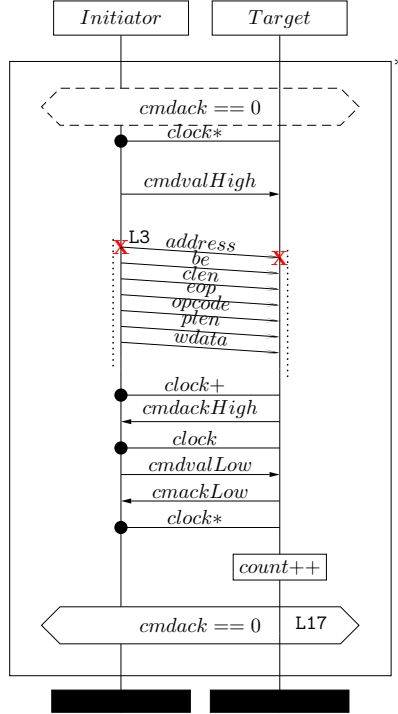 Initiator Target
*
cmdack == 0
clock*
cmdvalHigh
X L3 address X
be
clen
eop
opcode
plen
wdata
clock+
cmdackHigh
clock
cmdvalLow
cmackLow
clock*
count++
cmdack == 0 L17